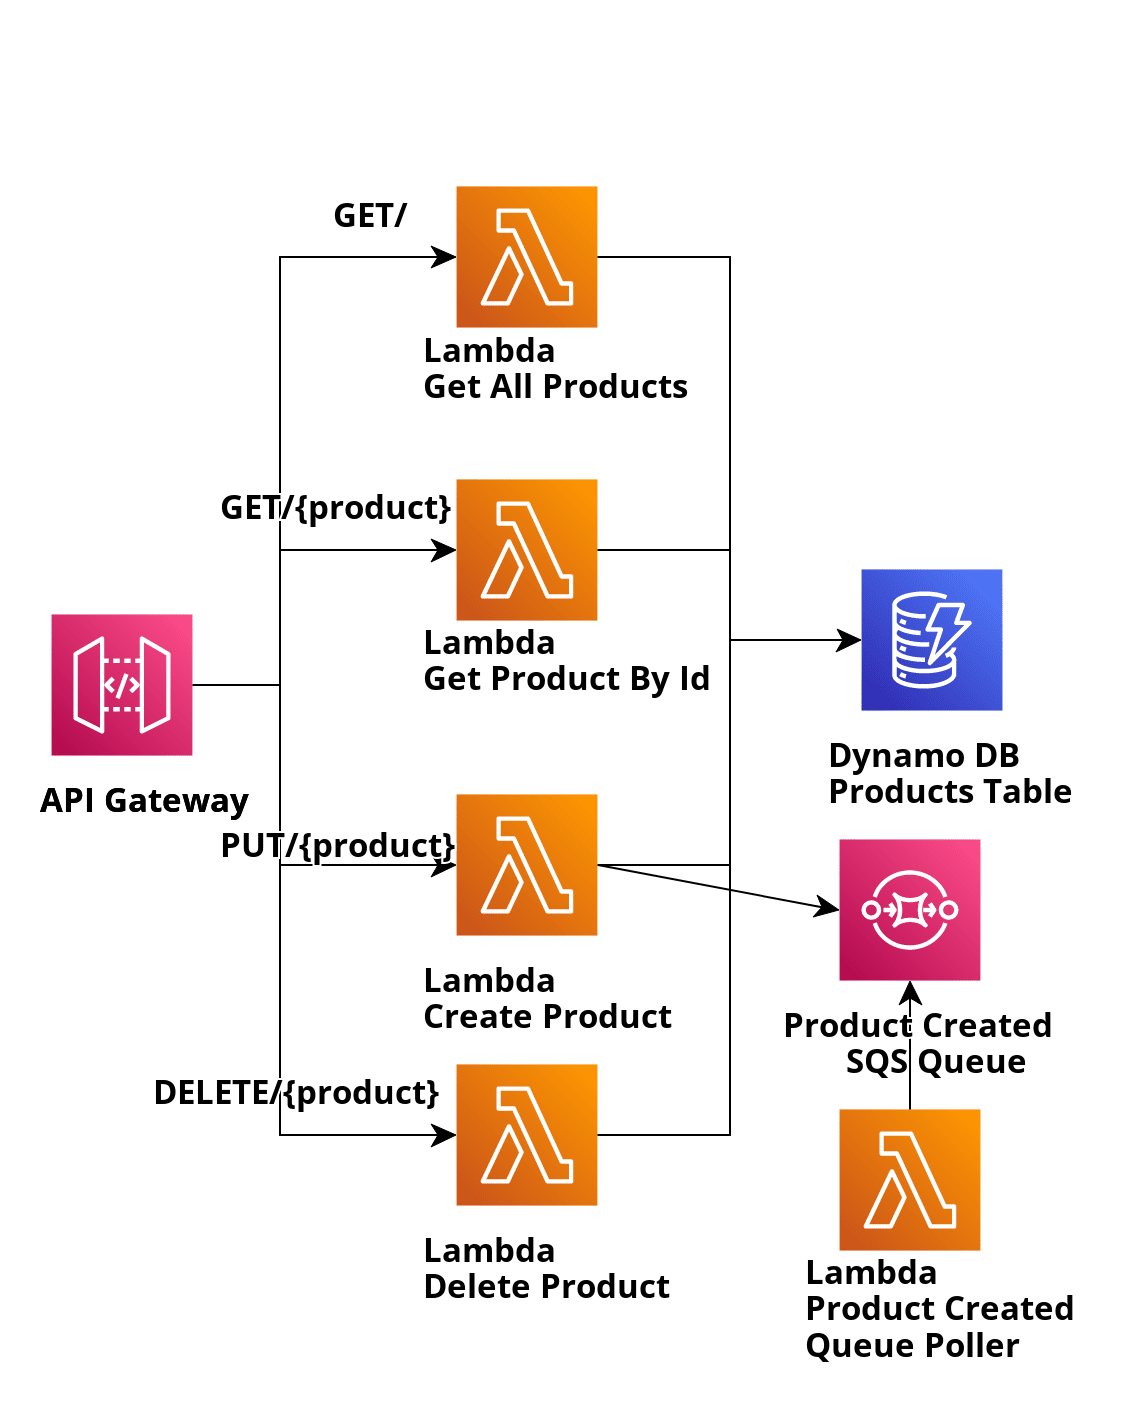 GET/
Lambda
Get All Products
GET/{product}
Lambda
Get Product By Id
API Gateway
Dynamo DB
Products Table
PUT/{product}
Lambda
Create Product
Product Created
SQS Queue
DELETE/{product}
Lambda
Delete Product
Lambda
Product Created
Queue Poller